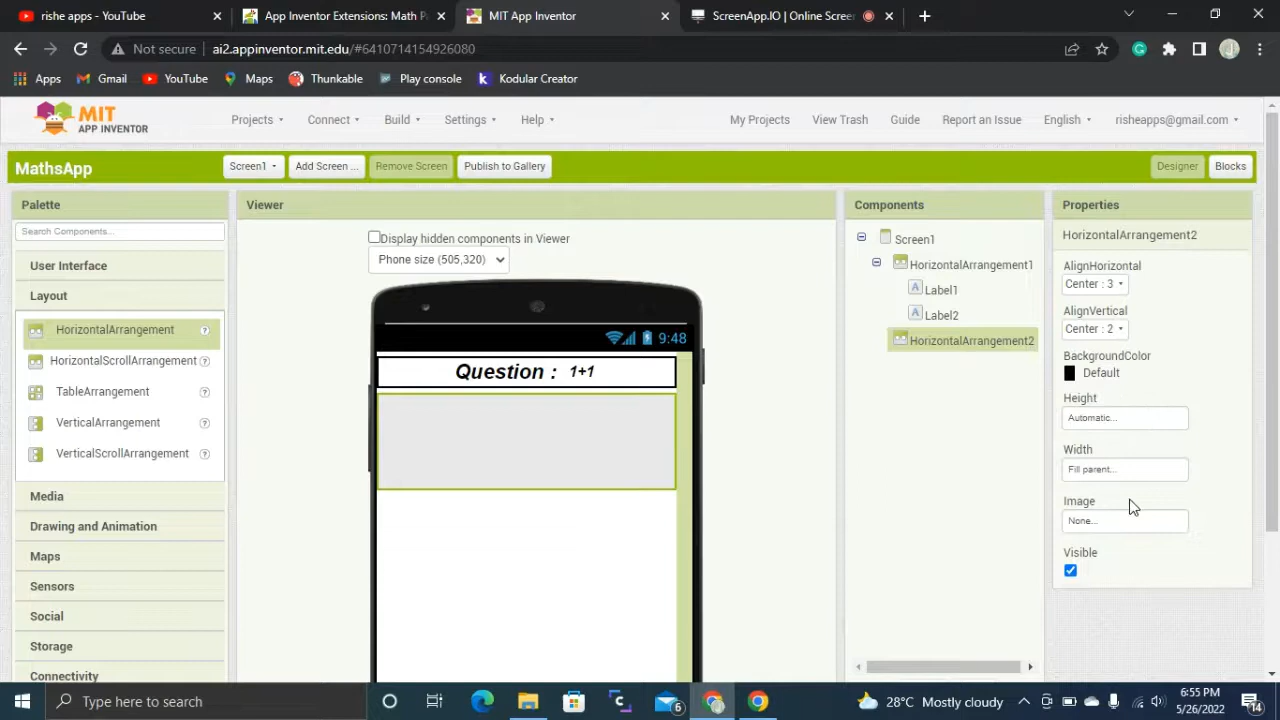 rishe apps - YouTube
App Inventor Extensions: Math P
MIT App Inventor
ScreenApp.IO | Online Screen
Not secure
ai2.appinventor.mit.edu/#6410714154926080
Apps Gmail YouTube Maps Thunkable Play console Kodular Creator
MIT
APP INVENTOR
Projects Connect Build Settings Help My Projects View Trash Guide Report an Issue English risheapps@gmail.com
MathsApp Screen1 Add Screen ... Remove Screen Publish to Gallery Designer Blocks
Palette
Search Components...
User Interface
Layout
HorizontalArrangement
HorizontalScrollArrangement
TableArrangement
VerticalArrangement
VerticalScrollArrangement
Media
Drawing and Animation
Maps
Sensors
Social
Storage
Connectivity
Viewer
Display hidden components in Viewer
Phone size (505,320)
9:48
Question : 1+1
Components
Screen1
HorizontalArrangement1
Label1
Label2
HorizontalArrangement2
Properties
HorizontalArrangement2
AlignHorizontal
Center : 3
AlignVertical
Center : 2
BackgroundColor
Default
Height
Automatic...
Width
Fill parent...
Image
None...
Visible
Type here to search
6
28°C Mostly cloudy
6:55 PM
5/26/2022
14